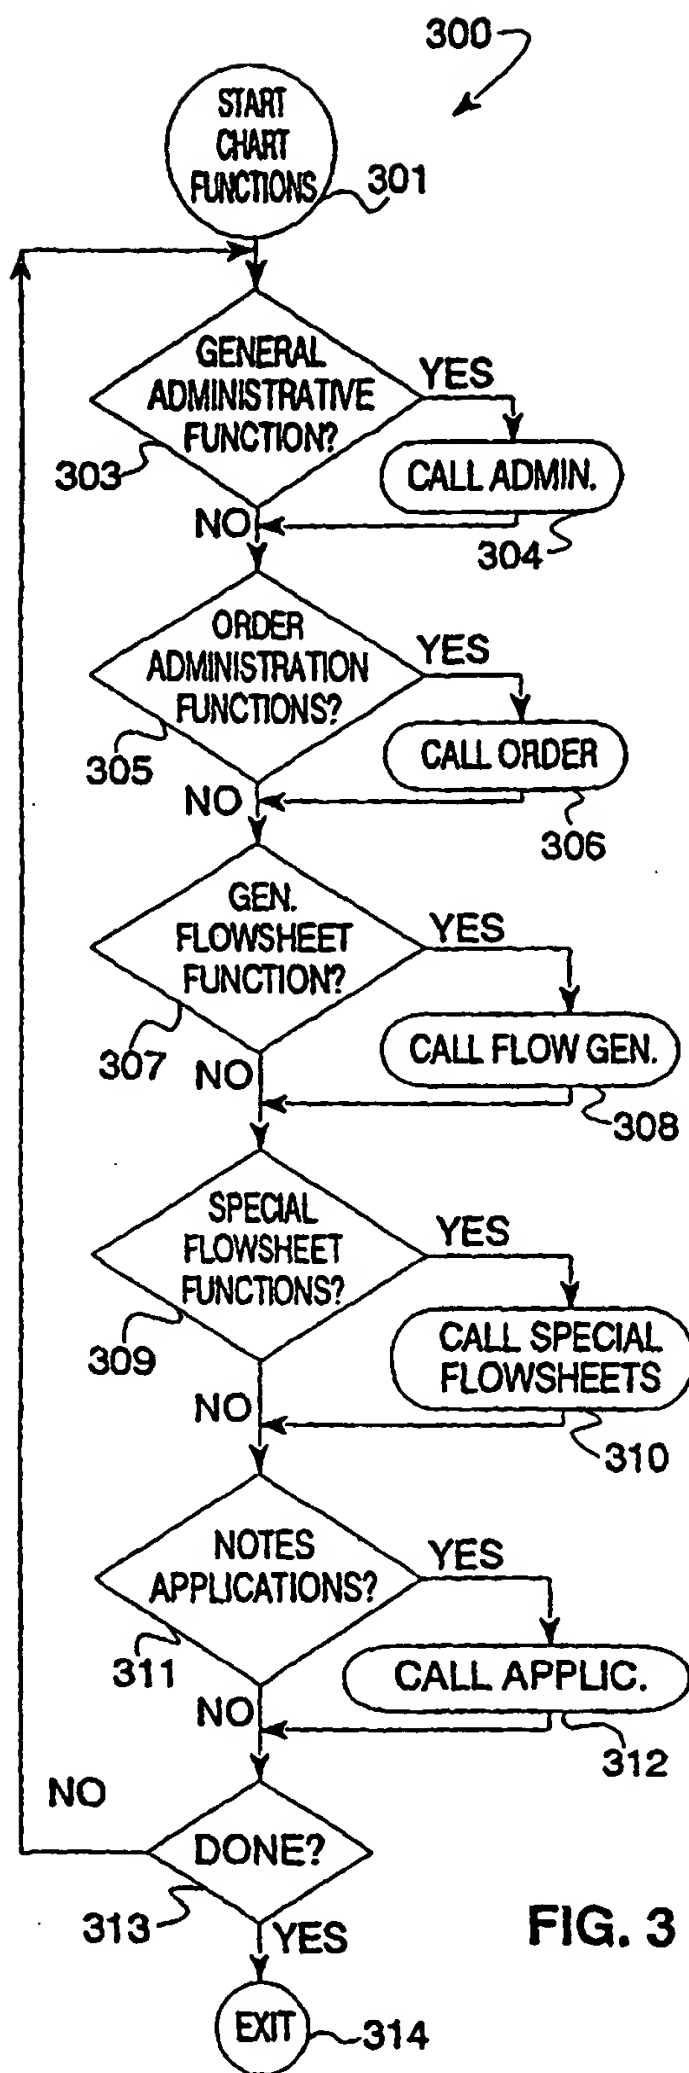 300
START
CHART
FUNCTIONS
301
GENERAL
ADMINISTRATIVE
FUNCTION?
YES
303
CALL ADMIN.
NO
304
ORDER
ADMINISTRATION
FUNCTIONS?
YES
305
CALL ORDER
NO
306
GEN.
FLOWSHEET
FUNCTION?
YES
307
CALL FLOW GEN.
NO
308
SPECIAL
FLOWSHEET
FUNCTIONS?
YES
309
CALL SPECIAL
FLOWSHEETS
NO
310
NOTES
APPLICATIONS?
YES
311
CALL APPLIC.
NO
312
NO
DONE?
313
YES
FIG. 3
EXIT
314